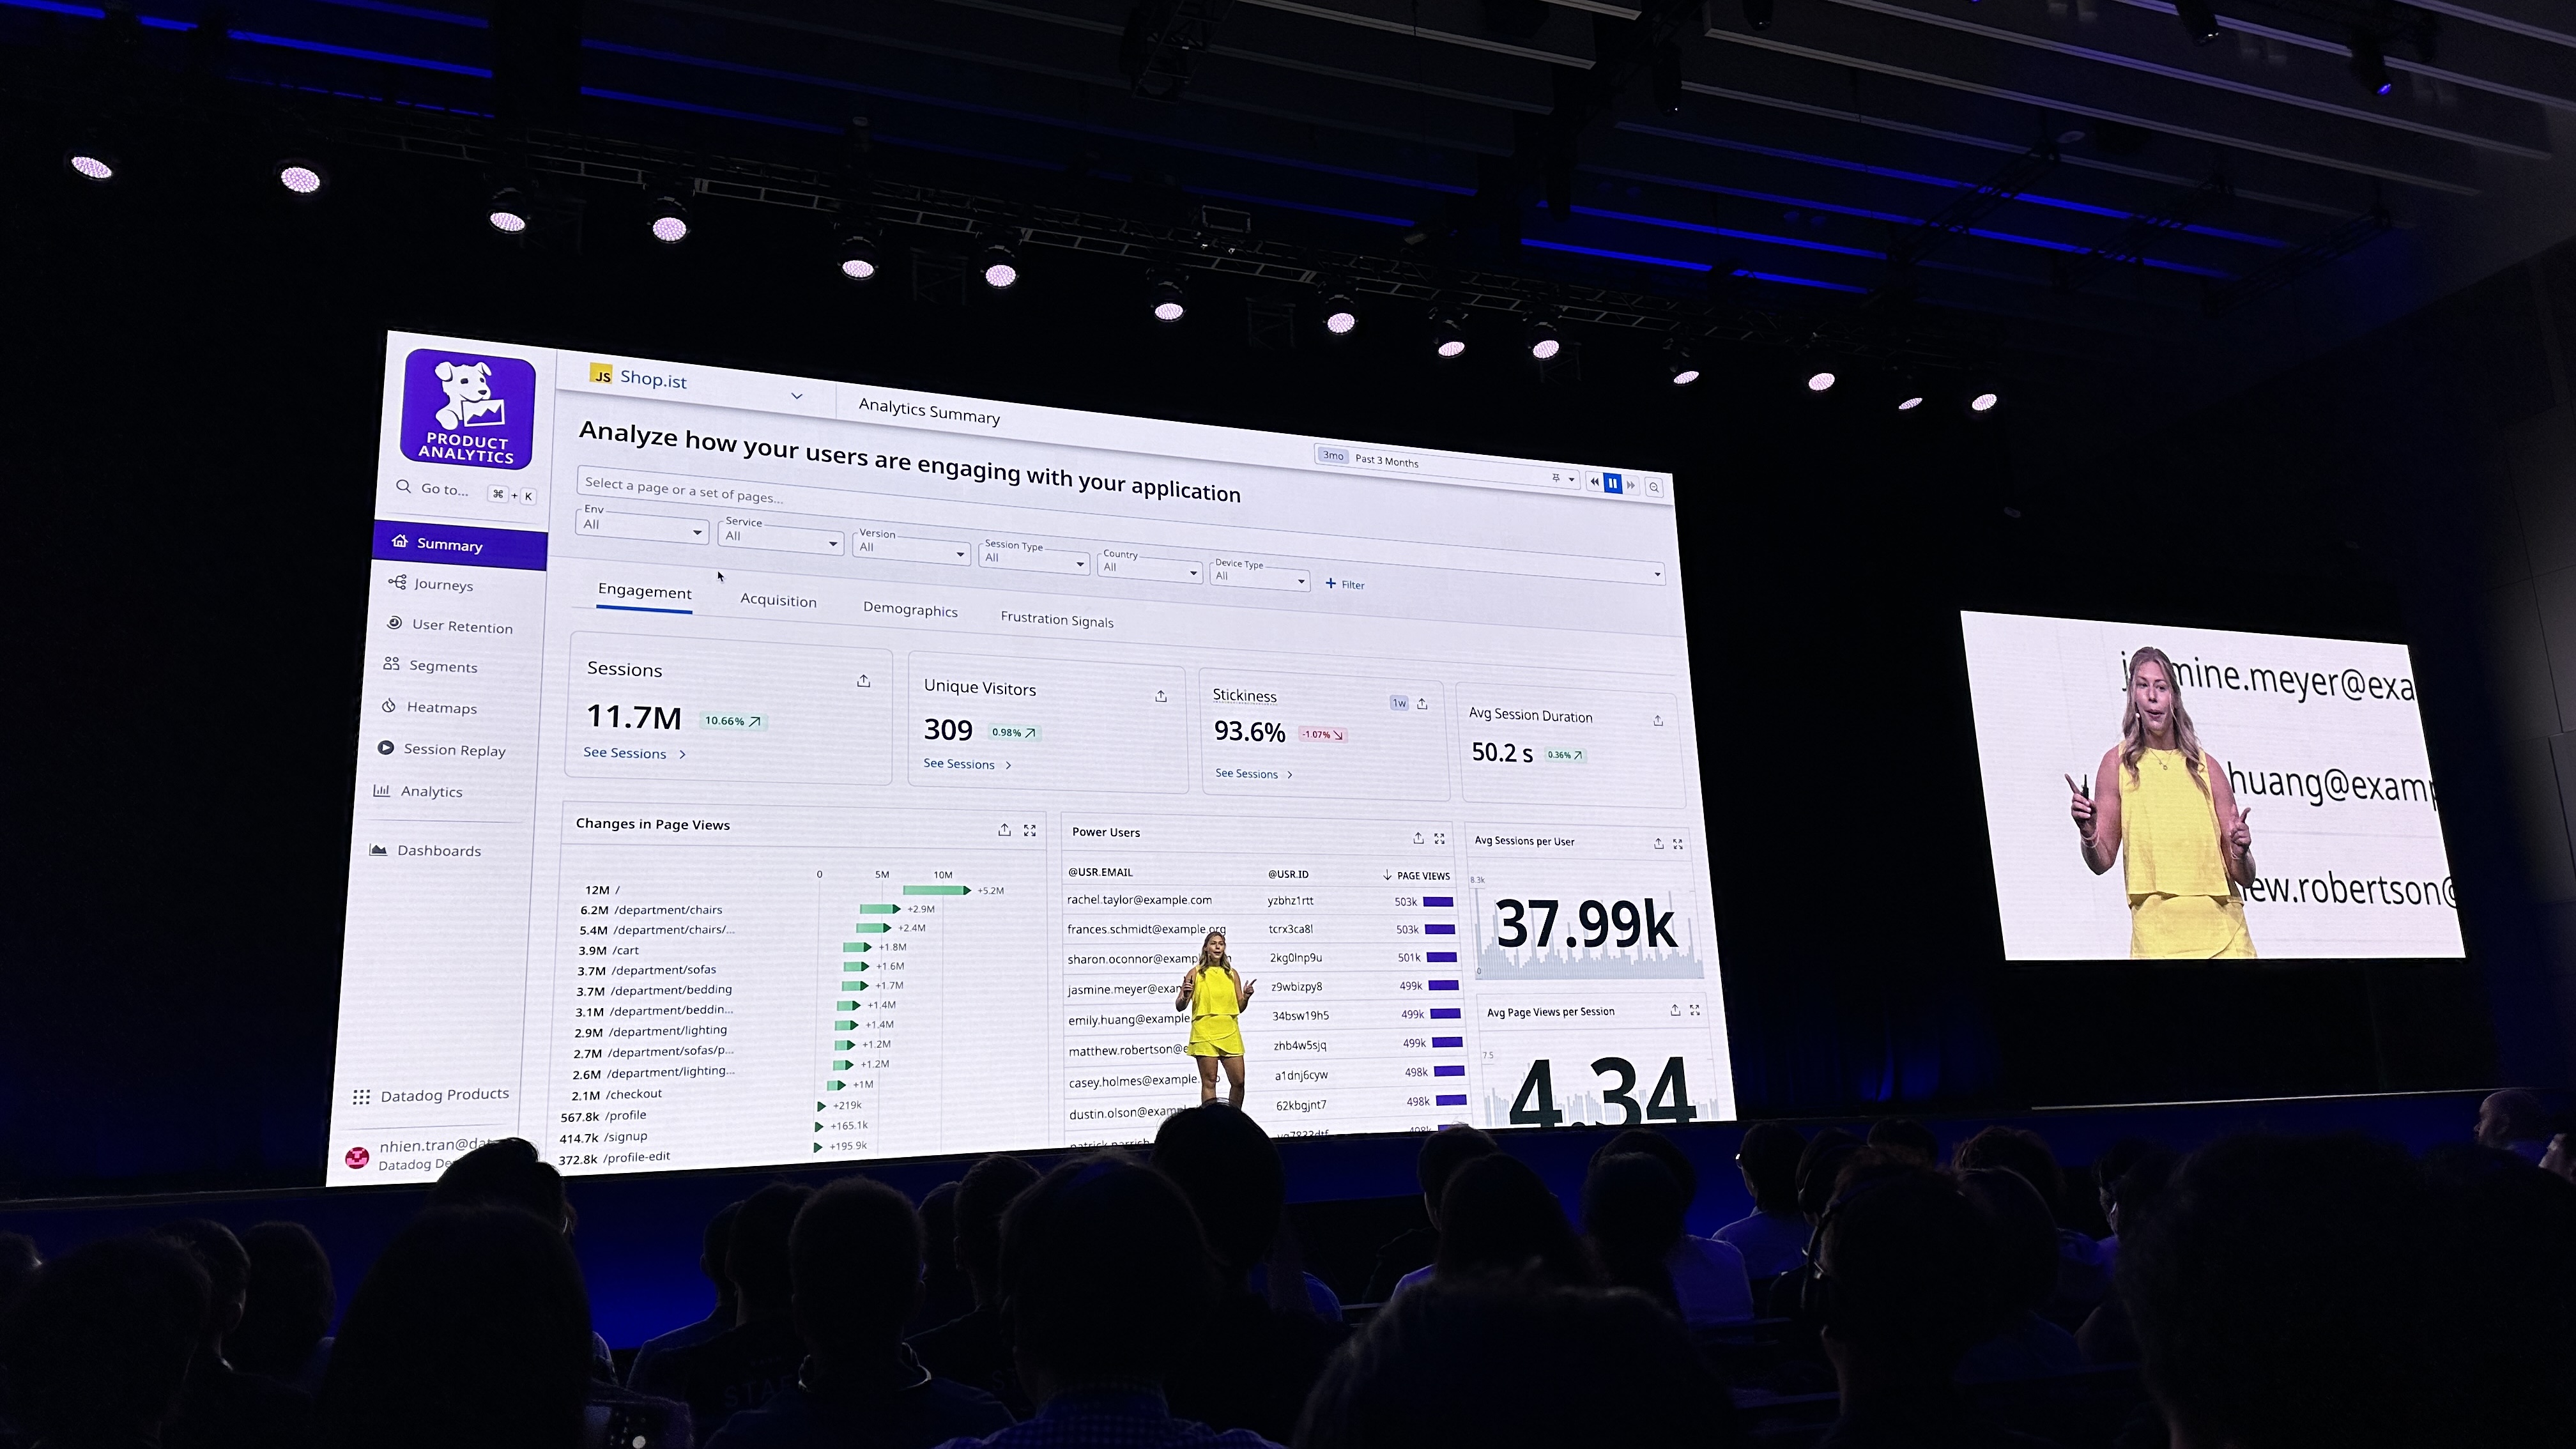 PRODUCT
ANALYTICS
Go to... ⌘ + K
Summary
Journeys
User Retention
Segments
Heatmaps
Session Replay
Analytics
Dashboards
Datadog Products
nhien.tran@dat
Datadog De
JS Shop.ist
Analytics Summary
Analyze how your users are engaging with your application
3mo Past 3 Months
Select a page or a set of pages...
Env
All
Service
All
Version
All
Session Type
All
Country
All
Device Type
All
+ Filter
Engagement Acquisition Demographics Frustration Signals
Sessions
11.7M 10.66%
See Sessions >
Unique Visitors
309 0.98%
See Sessions >
Stickiness 1w
93.6% -1.07%
See Sessions >
Avg Session Duration
50.2 s 0.36%
Changes in Page Views
0 5M 10M
12M / +5.2M
6.2M /department/chairs +2.9M
5.4M /department/chairs/... +2.4M
3.9M /cart +1.8M
3.7M /department/sofas +1.6M
3.7M /department/bedding +1.7M
3.1M /department/beddin... +1.4M
2.9M /department/lighting +1.4M
2.7M /department/sofas/p... +1.2M
2.6M /department/lighting... +1.2M
2.1M /checkout +1M
567.8k /profile +219k
414.7k /signup +165.1k
372.8k /profile-edit +195.9k
Power Users
@USR.EMAIL @USR.ID ↓ PAGE VIEWS
rachel.taylor@example.com yzbhz1rtt 503k
frances.schmidt@example.org tcrx3ca8l 503k
sharon.oconnor@examp 2kg0lnp9u 501k
jasmine.meyer@exam z9wbizpy8 499k
emily.huang@example. 34bsw19h5 499k
matthew.robertson@e zhb4w5sjq 499k
casey.holmes@example. a1dnj6cyw 498k
dustin.olson@exam 62kbgjnt7 498k
Avg Sessions per User
8.3k
37.99k
0
Avg Page Views per Session
7.5
4.34
mine.meyer@exa
huang@examp
ew.robertson@